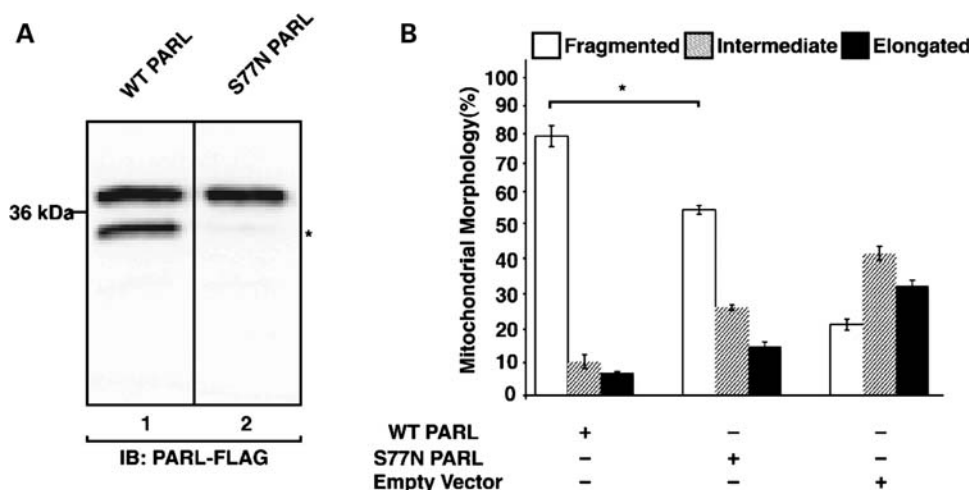 A
WT PARL
S77N PARL
36 kDa
*
1
2
IB: PARL-FLAG
B
Fragmented
Intermediate
Elongated
Mitochondrial Morphology(%)
100
90
80
70
60
50
40
30
20
10
0
*
WT PARL + – –
S77N PARL – + –
Empty Vector – – +